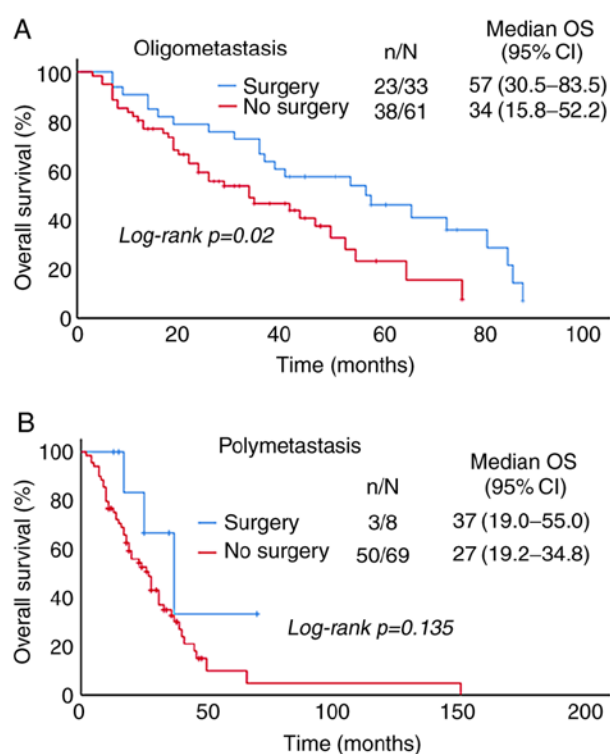 A
Oligometastasis n/N Median OS
(95% CI)
Surgery 23/33 57 (30.5–83.5)
No surgery 38/61 34 (15.8–52.2)
Log-rank p=0.02
Overall survival (%)
100
80
60
40
20
0
0 20 40 60 80 100
Time (months)
B
Polymetastasis n/N Median OS
(95% CI)
Surgery 3/8 37 (19.0–55.0)
No surgery 50/69 27 (19.2–34.8)
Log-rank p=0.135
Overall survival (%)
100
80
60
40
20
0
0 50 100 150 200
Time (months)